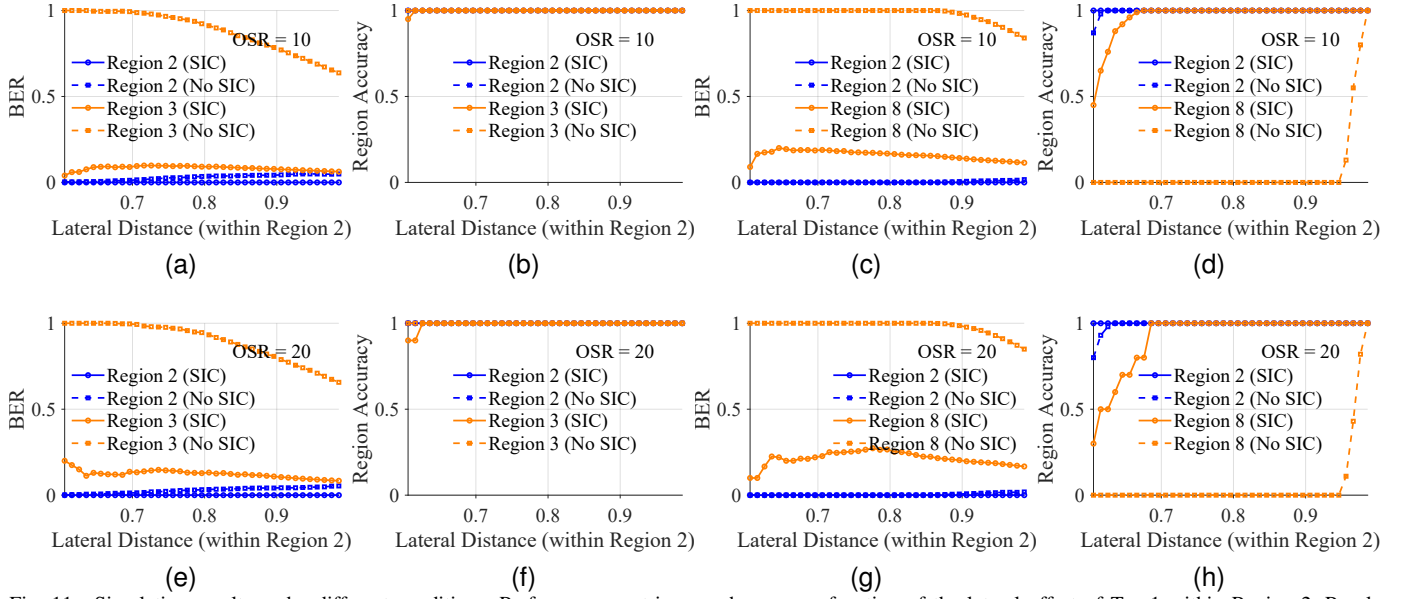 1
0.5
0
BER
OSR = 10
Region 2 (SIC)
Region 2 (No SIC)
Region 3 (SIC)
Region 3 (No SIC)
0.7 0.8 0.9
Lateral Distance (within Region 2)
(a)
1
0.5
0
Region Accuracy
OSR = 10
Region 2 (SIC)
Region 2 (No SIC)
Region 3 (SIC)
Region 3 (No SIC)
0.7 0.8 0.9
Lateral Distance (within Region 2)
(b)
1
0.5
0
BER
OSR = 10
Region 2 (SIC)
Region 2 (No SIC)
Region 8 (SIC)
Region 8 (No SIC)
0.7 0.8 0.9
Lateral Distance (within Region 2)
(c)
1
0.5
0
Region Accuracy
OSR = 10
Region 2 (SIC)
Region 2 (No SIC)
Region 8 (SIC)
Region 8 (No SIC)
0.7 0.8 0.9
Lateral Distance (within Region 2)
(d)
1
0.5
0
BER
OSR = 20
Region 2 (SIC)
Region 2 (No SIC)
Region 3 (SIC)
Region 3 (No SIC)
0.7 0.8 0.9
Lateral Distance (within Region 2)
(e)
1
0.5
0
Region Accuracy
OSR = 20
Region 2 (SIC)
Region 2 (No SIC)
Region 3 (SIC)
Region 3 (No SIC)
0.7 0.8 0.9
Lateral Distance (within Region 2)
(f)
1
0.5
0
BER
OSR = 20
Region 2 (SIC)
Region 2 (No SIC)
Region 8 (SIC)
Region 8 (No SIC)
0.7 0.8 0.9
Lateral Distance (within Region 2)
(g)
1
0.5
0
Region Accuracy
OSR = 20
Region 2 (SIC)
Region 2 (No SIC)
Region 8 (SIC)
Region 8 (No SIC)
0.7 0.8 0.9
Lateral Distance (within Region 2)
(h)